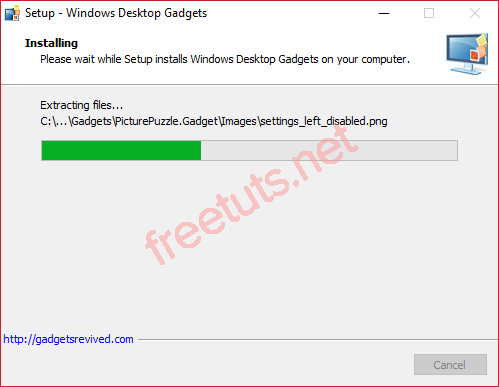 Setup - Windows Desktop Gadgets
Installing
Please wait while Setup installs Windows Desktop Gadgets on your computer.
Extracting files...
C:\...\Gadgets\PicturePuzzle.Gadget\Images\settings_left_disabled.png
freetuts.net
http://gadgetsrevived.com
Cancel